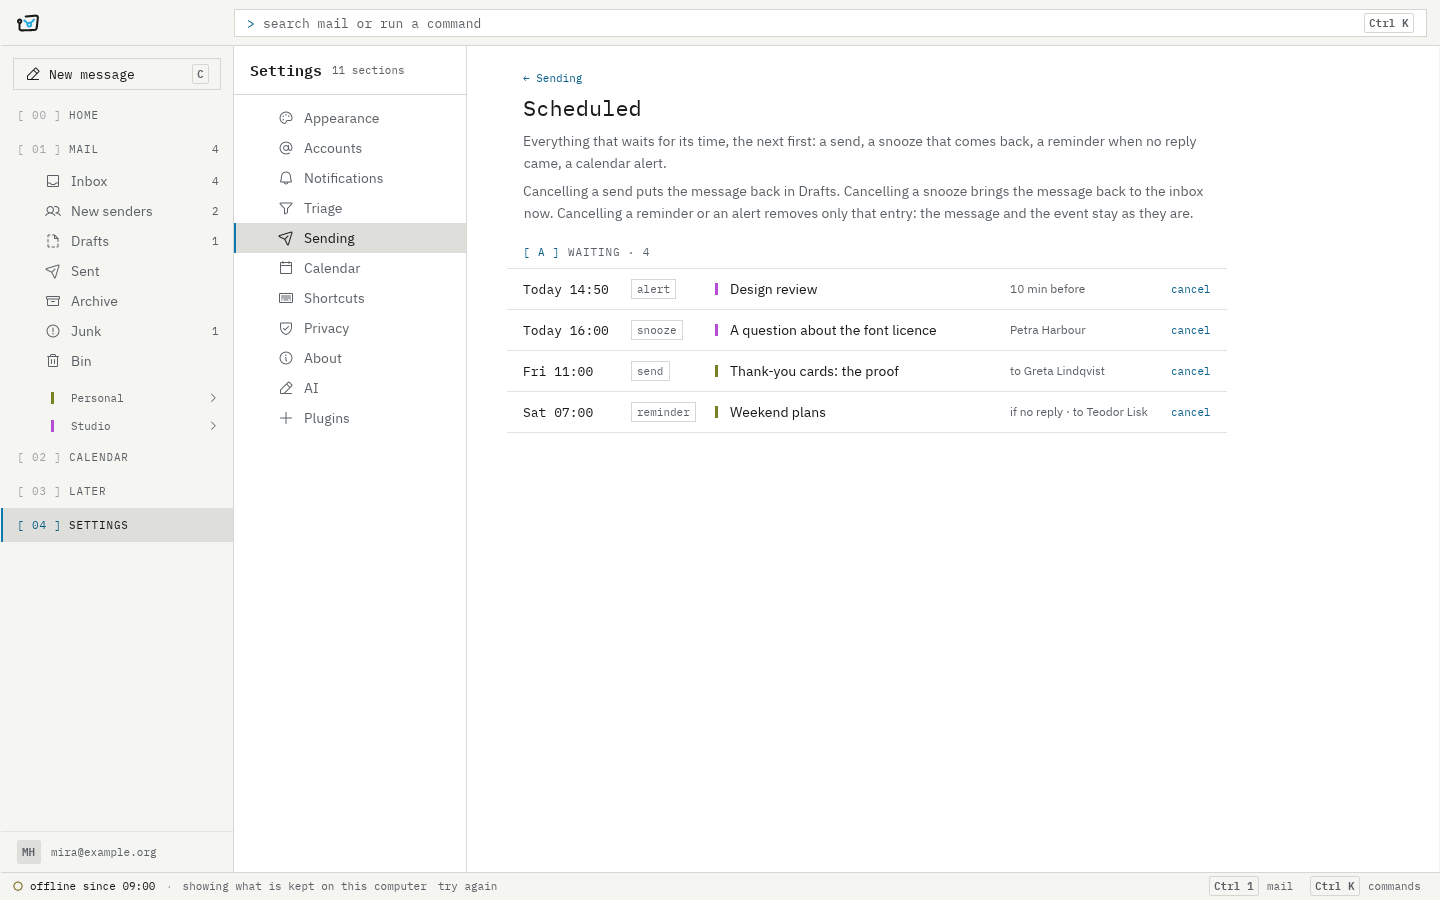 > search mail or run a command Ctrl K
New message C
[ 00 ] HOME
[ 01 ] MAIL 4
Inbox 4
New senders 2
Drafts 1
Sent
Archive
Junk 1
Bin
Personal
Studio
[ 02 ] CALENDAR
[ 03 ] LATER
[ 04 ] SETTINGS
MH mira@example.org
Settings 11 sections
Appearance
Accounts
Notifications
Triage
Sending
Calendar
Shortcuts
Privacy
About
AI
Plugins
← Sending
Scheduled
Everything that waits for its time, the next first: a send, a snooze that comes back, a reminder when no reply
came, a calendar alert.
Cancelling a send puts the message back in Drafts. Cancelling a snooze brings the message back to the inbox
now. Cancelling a reminder or an alert removes only that entry: the message and the event stay as they are.
[ A ] WAITING · 4
Today 14:50 alert Design review 10 min before cancel
Today 16:00 snooze A question about the font licence Petra Harbour cancel
Fri 11:00 send Thank-you cards: the proof to Greta Lindqvist cancel
Sat 07:00 reminder Weekend plans if no reply · to Teodor Lisk cancel
offline since 09:00 · showing what is kept on this computer try again Ctrl 1 mail Ctrl K commands